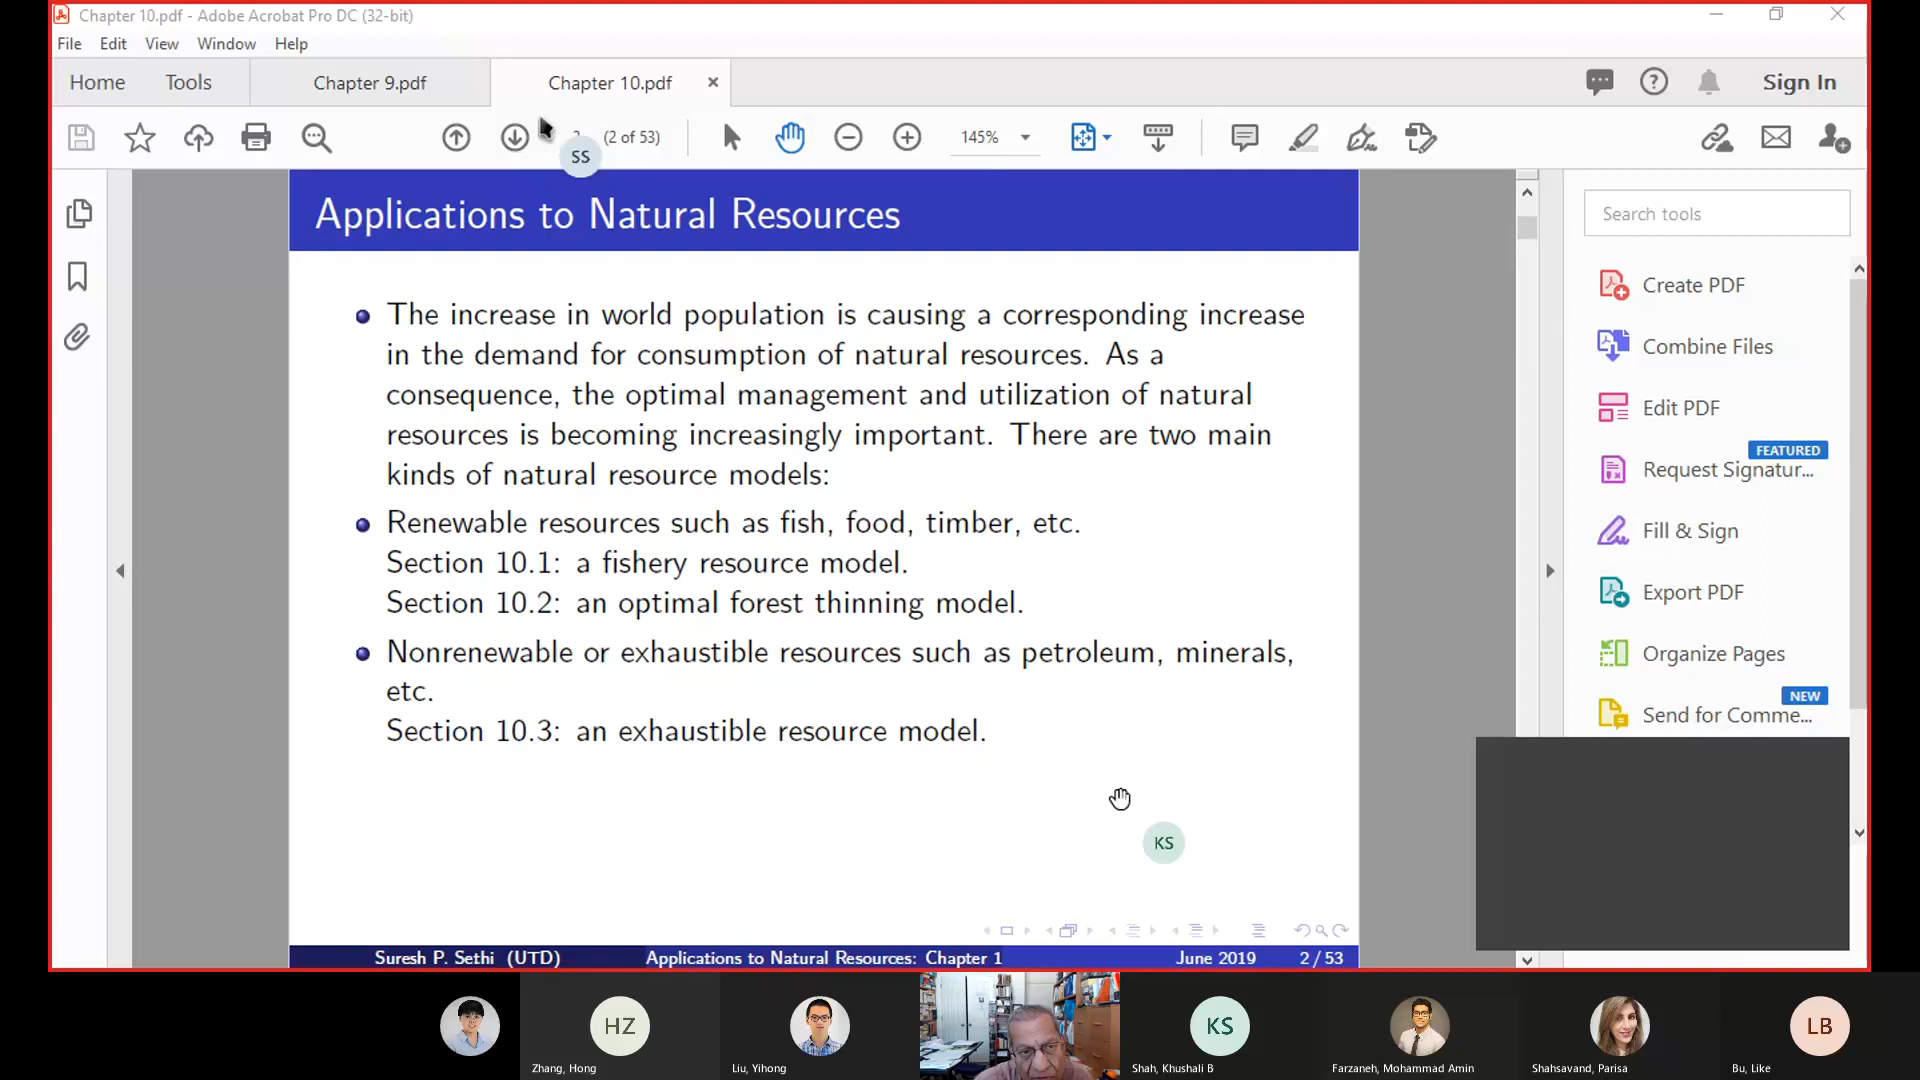 Chapter 10.pdf - Adobe Acrobat Pro DC (32-bit)
File Edit View Window Help
Home Tools Chapter 9.pdf Chapter 10.pdf Sign In
(2 of 53) 145%
SS
Applications to Natural Resources
The increase in world population is causing a corresponding increase
in the demand for consumption of natural resources. As a
consequence, the optimal management and utilization of natural
resources is becoming increasingly important. There are two main
kinds of natural resource models:
Renewable resources such as fish, food, timber, etc.
Section 10.1: a fishery resource model.
Section 10.2: an optimal forest thinning model.
Nonrenewable or exhaustible resources such as petroleum, minerals,
etc.
Section 10.3: an exhaustible resource model.
KS
Suresh P. Sethi (UTD) Applications to Natural Resources: Chapter 1 June 2019 2 / 53
Search tools
Create PDF
Combine Files
Edit PDF
FEATURED
Request Signatur...
Fill & Sign
Export PDF
Organize Pages
NEW
Send for Comme...
HZ KS LB
Zhang, Hong Liu, Yihong Shah, Khushali B Farzaneh, Mohammad Amin Shahsavand, Parisa Bu, Like